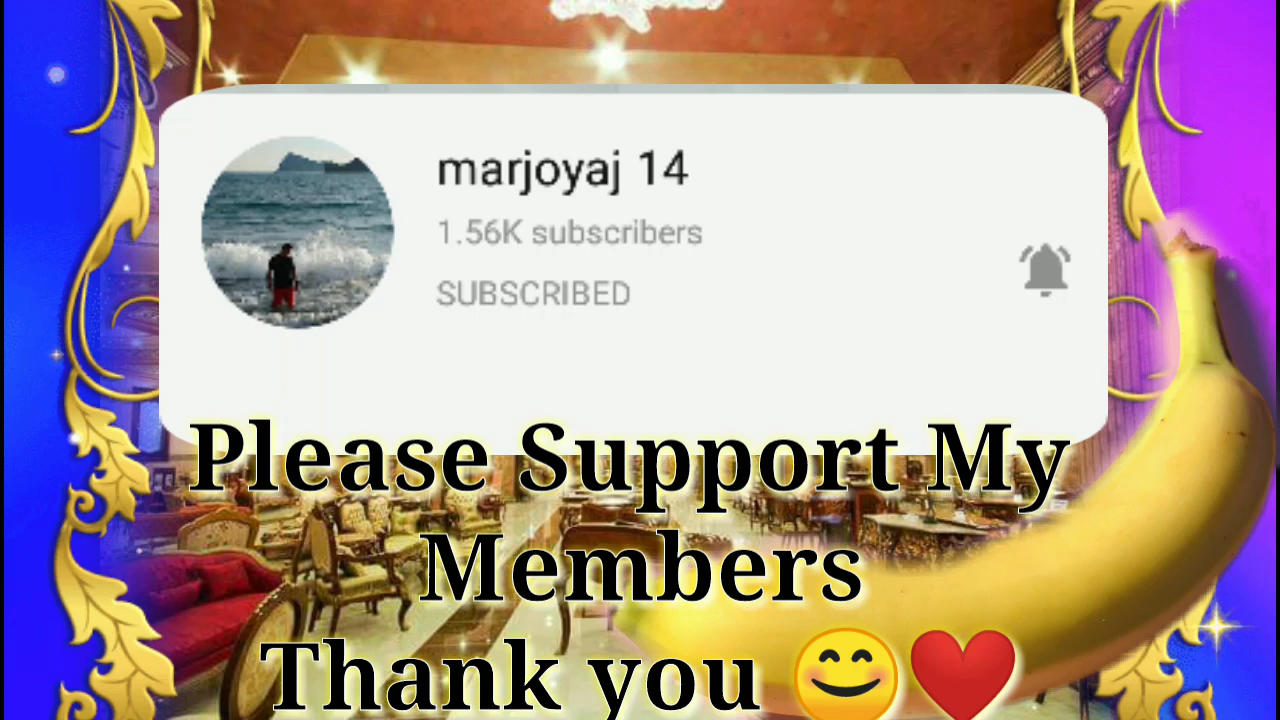 marjoyaj 14
1.56K subscribers
SUBSCRIBED
Please Support My
Members
Thank you 😊❤️